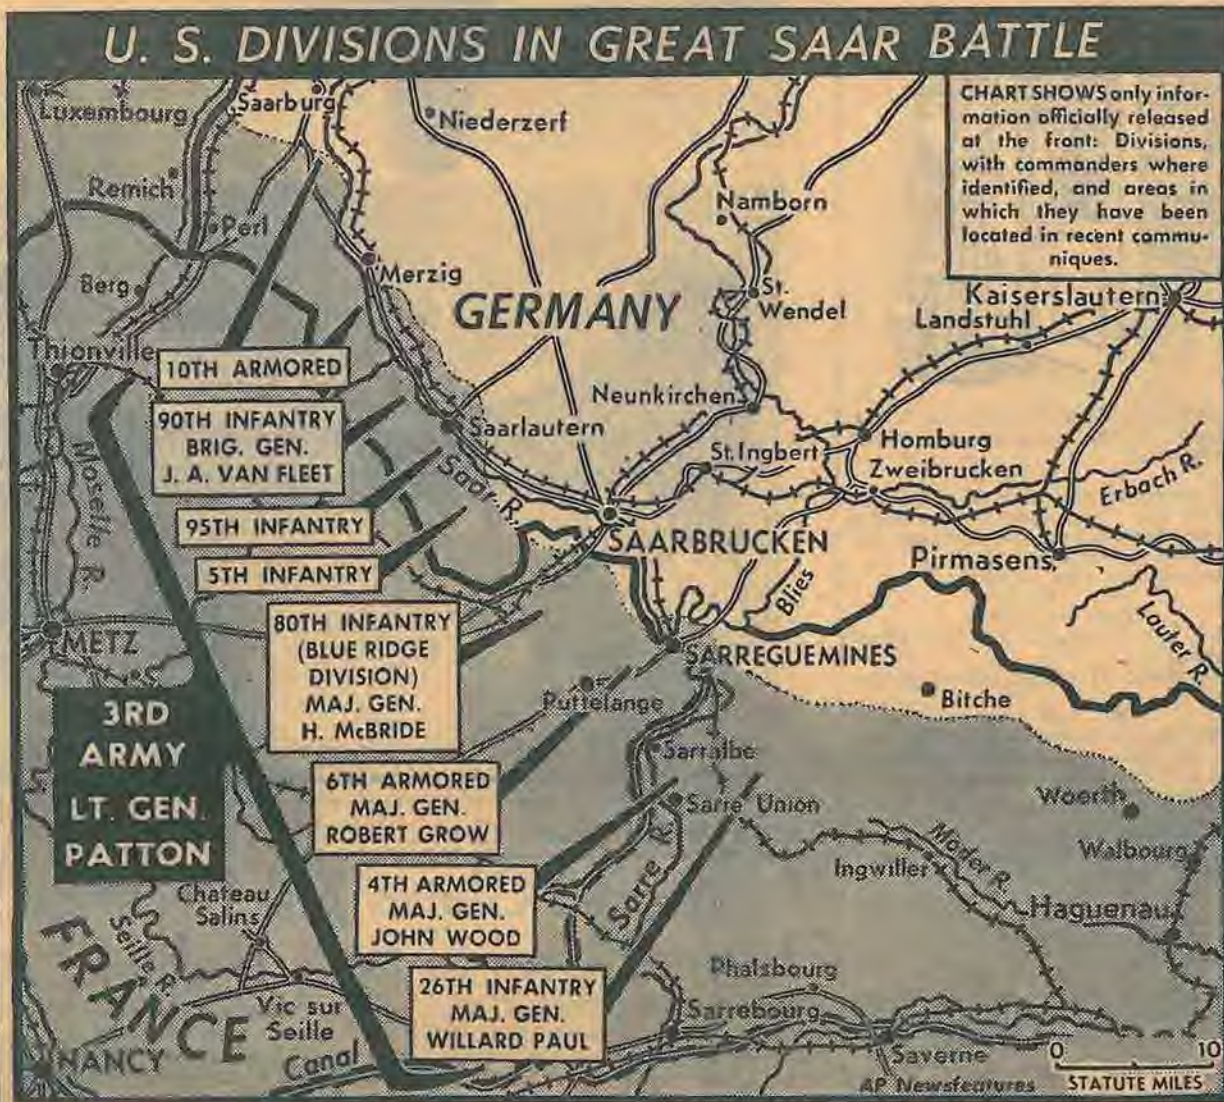 U. S. DIVISIONS IN GREAT SAAR BATTLE
CHART SHOWS only infor-
mation officially released
at the front: Divisions,
with commanders where
identified, and areas in
which they have been
located in recent commu-
niques.
Luxembourg
Saarburg
Niederzerf
Remich
Perl
Namborn
Berg
Merzig
GERMANY
St.
Wendel
Kaiserslautern
Landstuhl
Thionville
10TH ARMORED
90TH INFANTRY
BRIG. GEN.
J. A. VAN FLEET
Neunkirchen
Saarlautern
Homburg
St. Ingbert
Zweibrucken
Moselle R.
Saar R.
Erbach R.
95TH INFANTRY
SAARBRUCKEN
Pirmasens
5TH INFANTRY
Blies
Lauter R.
METZ
80TH INFANTRY
(BLUE RIDGE
DIVISION)
MAJ. GEN.
H. McBRIDE
SARREGUEMINES
Puttelange
Bitche
3RD
ARMY
LT. GEN.
PATTON
Sarralbe
6TH ARMORED
MAJ. GEN.
ROBERT GROW
Sarre Union
Woerth
Walbourg
Moder R.
Ingwiller
Sarre R.
4TH ARMORED
MAJ. GEN.
JOHN WOOD
Chateau
Salins
Haguenau
FRANCE
Seille R.
Phalsbourg
26TH INFANTRY
MAJ. GEN.
WILLARD PAUL
Vic sur
Seille
Sarrebourg
NANCY
Canal
Saverne
0 10
STATUTE MILES
AP Newsfeatures